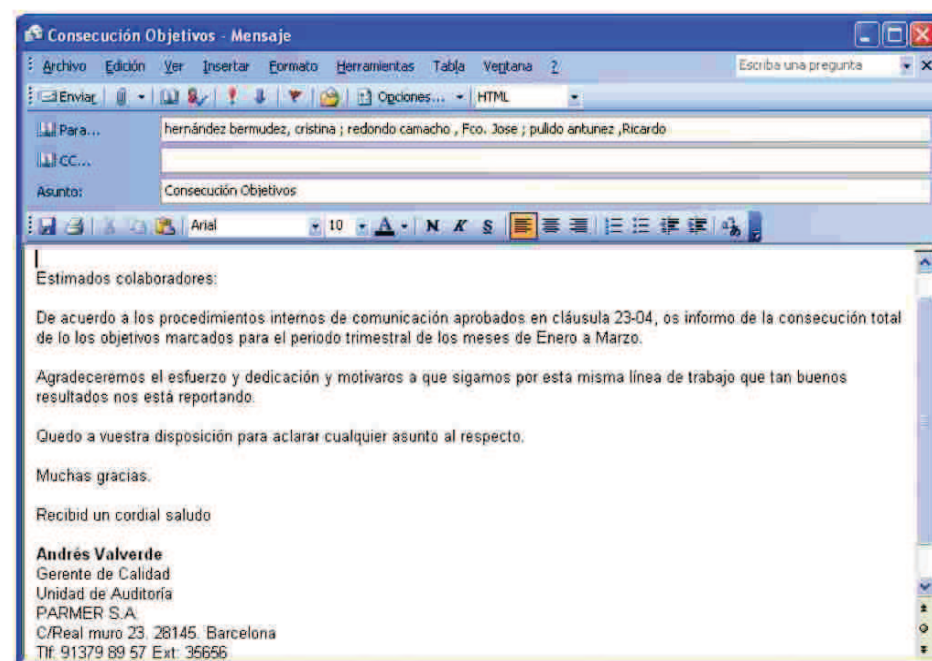 Consecución Objetivos - Mensaje
Archivo Edición Ver Insertar Formato Herramientas Tabla Ventana ? Escriba una pregunta
Enviar Opciones... HTML
Para... hernández bermudez, cristina ; redondo camacho , Fco. Jose ; pulido antunez ,Ricardo
CC...
Asunto: Consecución Objetivos
Arial 10 A N K S
Estimados colaboradores:
De acuerdo a los procedimientos internos de comunicación aprobados en cláusula 23-04, os informo de la consecución total
de lo los objetivos marcados para el periodo trimestral de los meses de Enero a Marzo.
Agradeceremos el esfuerzo y dedicación y motivaros a que sigamos por esta misma línea de trabajo que tan buenos
resultados nos está reportando.
Quedo a vuestra disposición para aclarar cualquier asunto al respecto.
Muchas gracias.
Recibid un cordial saludo
Andrés Valverde
Gerente de Calidad
Unidad de Auditoría
PARMER S.A.
C/Real muro 23. 28145. Barcelona
Tlf: 91379 89 57 Ext: 35656